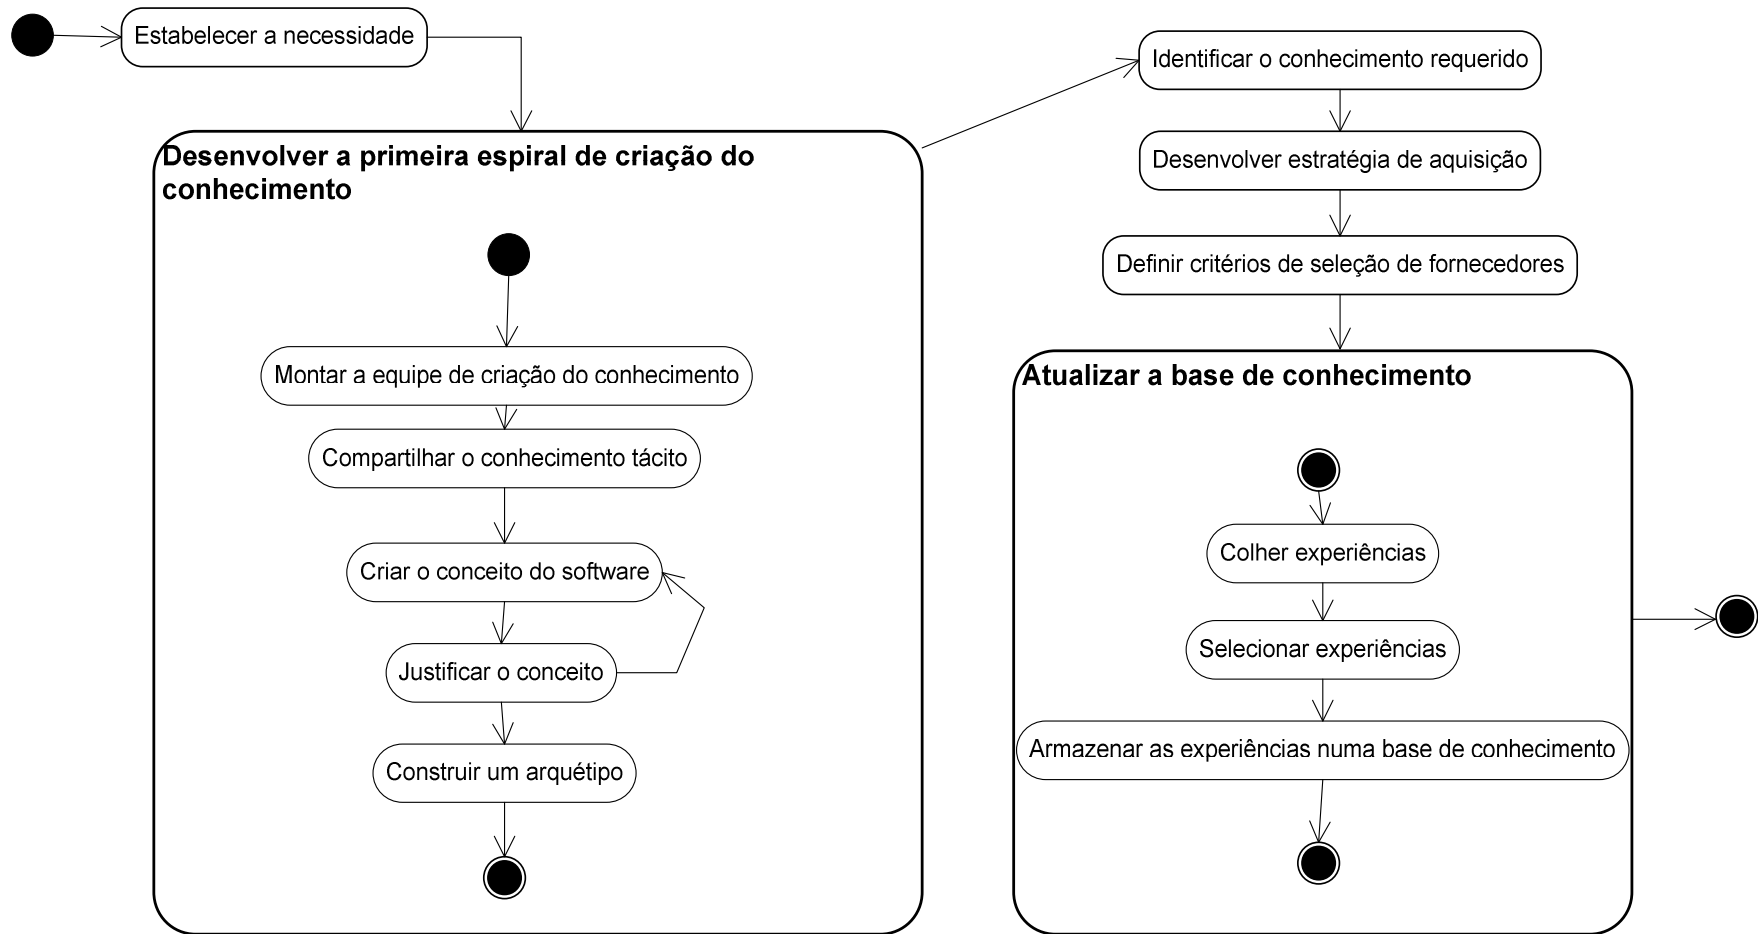 Estabelecer a necessidade
Desenvolver a primeira espiral de criação do
conhecimento
Montar a equipe de criação do conhecimento
Compartilhar o conhecimento tácito
Criar o conceito do software
Justificar o conceito
Construir um arquétipo
Identificar o conhecimento requerido
Desenvolver estratégia de aquisição
Definir critérios de seleção de fornecedores
Atualizar a base de conhecimento
Colher experiências
Selecionar experiências
Armazenar as experiências numa base de conhecimento